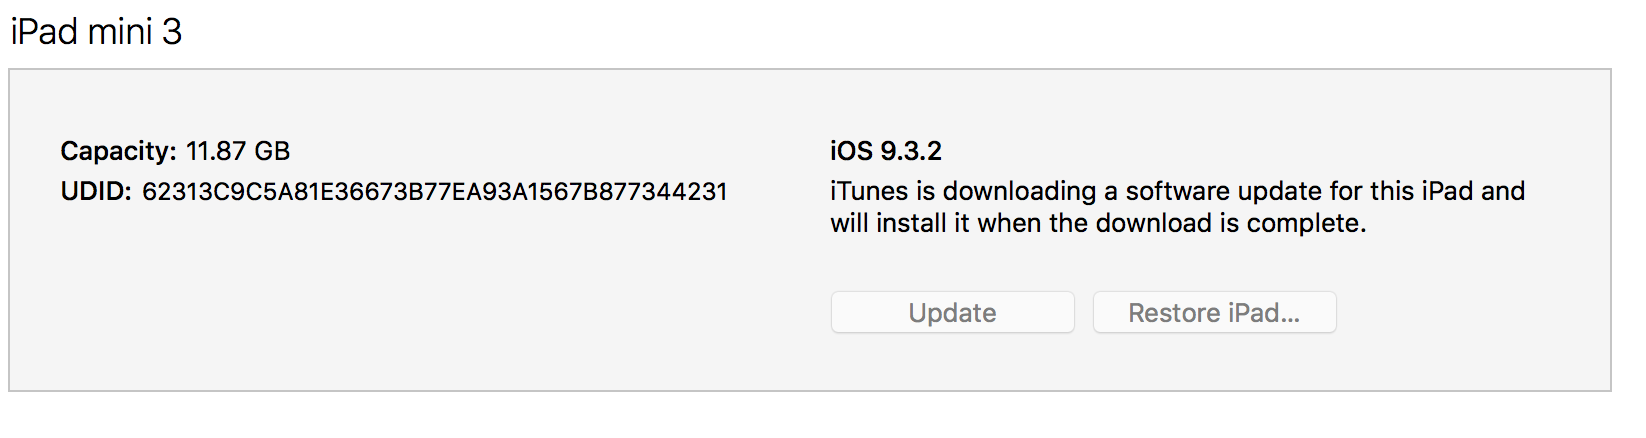 iPad mini 3
Capacity: 11.87 GB
UDID: 62313C9C5A81E36673B77EA93A1567B877344231
iOS 9.3.2
iTunes is downloading a software update for this iPad and
will install it when the download is complete.
Update
Restore iPad...